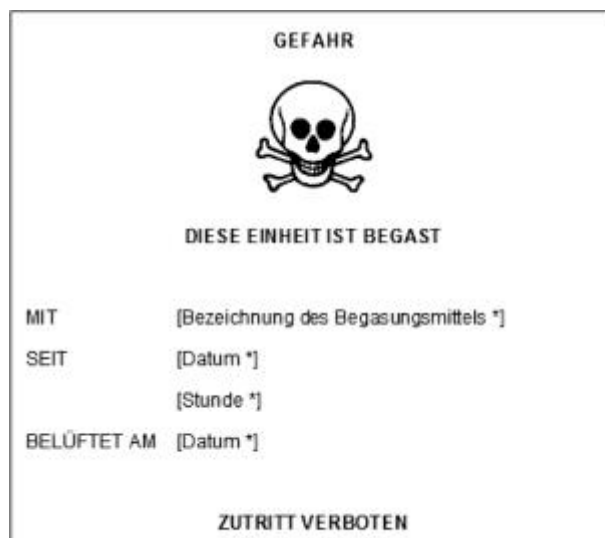 GEFAHR
DIESE EINHEIT IST BEGAST
MIT [Bezeichnung des Begasungsmittels *]
SEIT [Datum *]
[Stunde *]
BELÜFTET AM [Datum *]
ZUTRITT VERBOTEN